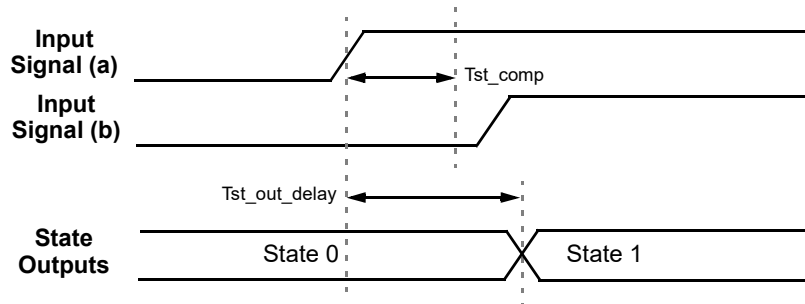 Input
Signal (a)
Tst_comp
Input
Signal (b)
Tst_out_delay
State
Outputs
State 0
State 1